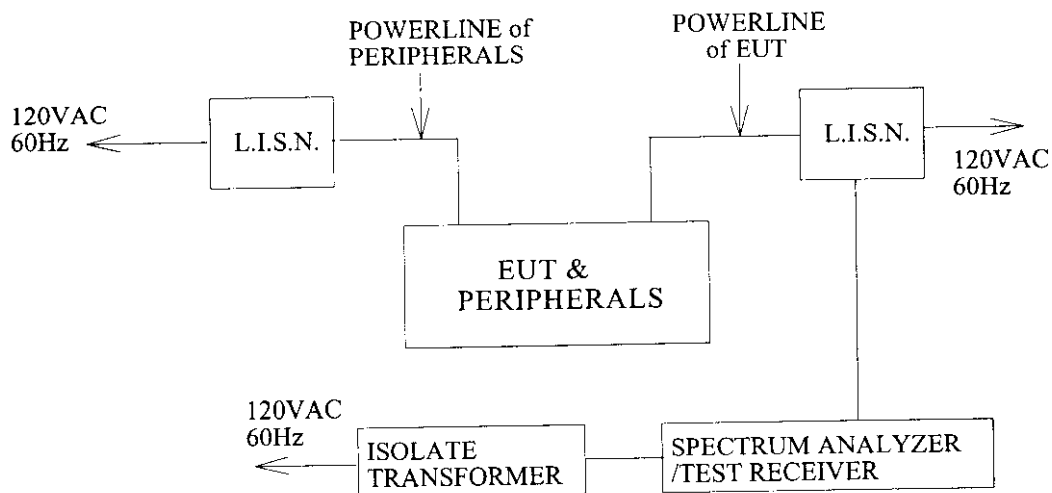 POWERLINE of
PERIPHERALS
POWERLINE
of EUT
120VAC
60Hz
L.I.S.N.
L.I.S.N.
120VAC
60Hz
EUT &
PERIPHERALS
120VAC
60Hz
ISOLATE
TRANSFORMER
SPECTRUM ANALYZER
/TEST RECEIVER